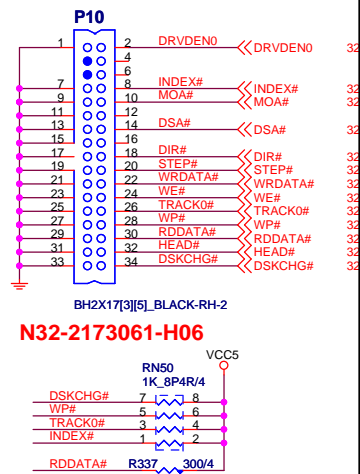 P10
1 2 DRVDEN0 DRVDEN0 32
4
6
7 8 INDEX# INDEX# 32
9 10 MOA# MOA# 32
11 12
13 14 DSA# DSA# 32
15 16
17 18 DIR# DIR# 32
19 20 STEP# STEP# 32
21 22 WRDATA# WRDATA# 32
23 24 WE# WE# 32
25 26 TRACK0# TRACK0# 32
27 28 WP# WP# 32
29 30 RDDATA# RDDATA# 32
31 32 HEAD# HEAD# 32
33 34 DSKCHG# DSKCHG# 32
BH2X17[3][5]_BLACK-RH-2
N32-2173061-H06
VCC5
RN50
1K_8P4R/4
DSKCHG# 7 8
WP# 5 6
TRACK0# 3 4
INDEX# 1 2
RDDATA# R337 300/4